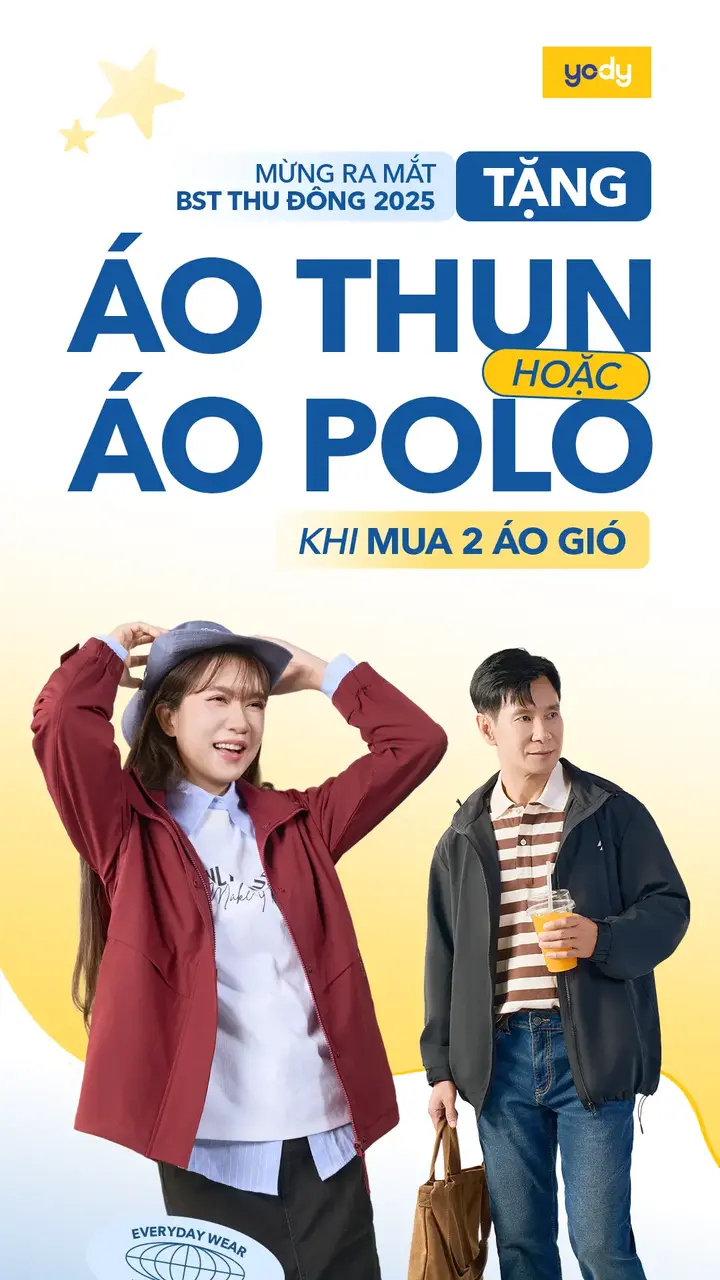 yody
MỪNG RA MẮT
BST THU ĐÔNG 2025
TẶNG
ÁO THUN
HOẶC
ÁO POLO
KHI MUA 2 ÁO GIÓ
EVERYDAY WEAR